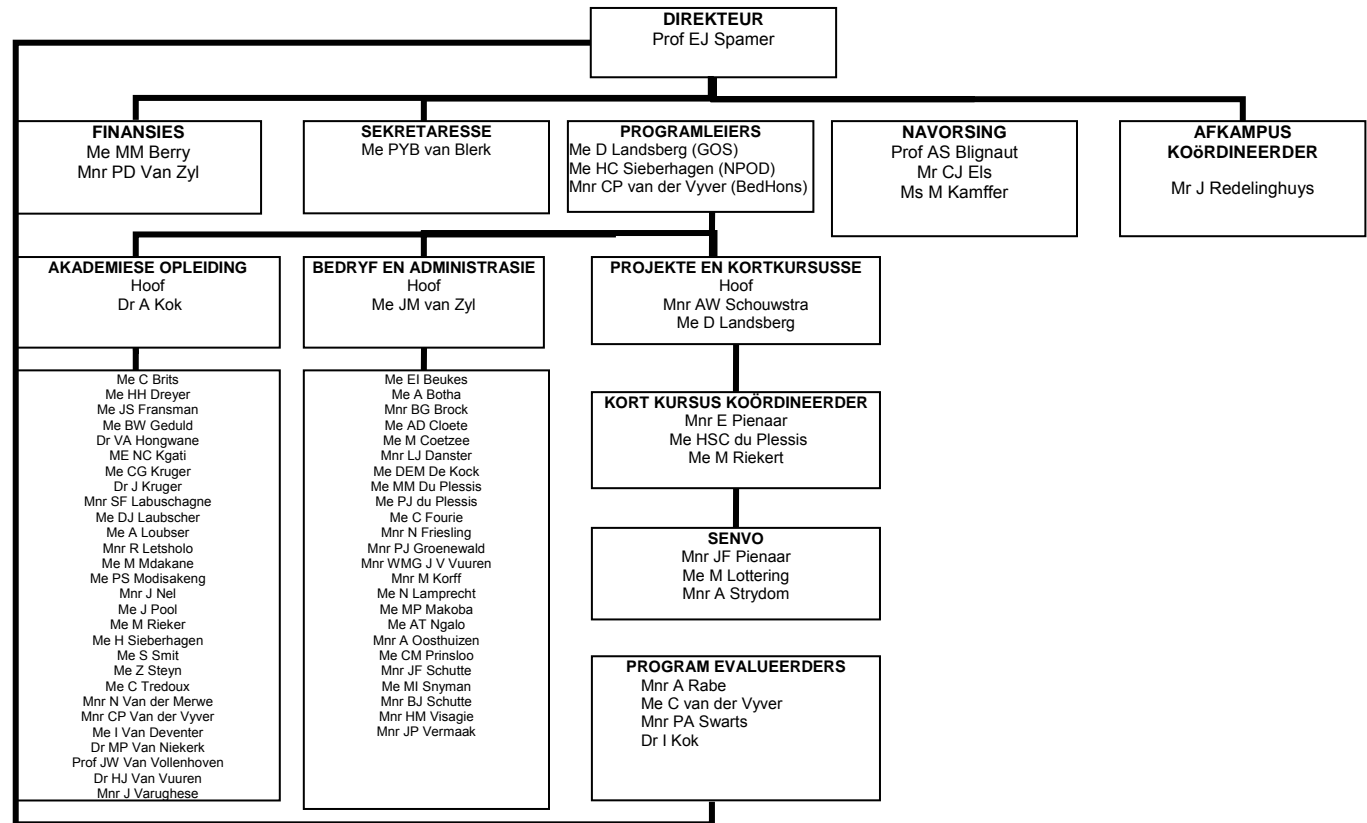 DIREKTEUR
Prof EJ Spamer
FINANSIES
Me MM Berry
Mnr PD Van Zyl
SEKRETARESSE
Me PYB van Blerk
PROGRAMLEIERS
Me D Landsberg (GOS)
Me HC Sieberhagen (NPOD)
Mnr CP van der Vyver (BedHons)
NAVORSING
Prof AS Blignaut
Mr CJ Els
Ms M Kamffer
AFKAMPUS
KOöRDINEERDER
Mr J Redelinghuys
AKADEMIESE OPLEIDING
Hoof
Dr A Kok
BEDRYF EN ADMINISTRASIE
Hoof
Me JM van Zyl
PROJEKTE EN KORTKURSUSSE
Hoof
Mnr AW Schouwstra
Me D Landsberg
Me C Brits
Me HH Dreyer
Me JS Fransman
Me BW Geduld
Dr VA Hongwane
ME NC Kgati
Me CG Kruger
Dr J Kruger
Mnr SF Labuschagne
Me DJ Laubscher
Me A Loubser
Mnr R Letsholo
Me M Mdakane
Me PS Modisakeng
Mnr J Nel
Me J Pool
Me M Rieker
Me H Sieberhagen
Me S Smit
Me Z Steyn
Me C Tredoux
Mnr N Van der Merwe
Mnr CP Van der Vyver
Me I Van Deventer
Dr MP Van Niekerk
Prof JW Van Vollenhoven
Dr HJ Van Vuuren
Mnr J Varughese
Me EI Beukes
Me A Botha
Mnr BG Brock
Me AD Cloete
Me M Coetzee
Mnr LJ Danster
Me DEM De Kock
Me MM Du Plessis
Me PJ du Plessis
Me C Fourie
Mnr N Friesling
Mnr PJ Groenewald
Mnr WMG J V Vuuren
Mnr M Korff
Me N Lamprecht
Me MP Makoba
Me AT Ngalo
Mnr A Oosthuizen
Me CM Prinsloo
Mnr JF Schutte
Me MI Snyman
Mnr BJ Schutte
Mnr HM Visagie
Mnr JP Vermaak
KORT KURSUS KOÖRDINEERDER
Mnr E Pienaar
Me HSC du Plessis
Me M Riekert
SENVO
Mnr JF Pienaar
Me M Lottering
Mnr A Strydom
PROGRAM EVALUEERDERS
Mnr A Rabe
Me C van der Vyver
Mnr PA Swarts
Dr I Kok